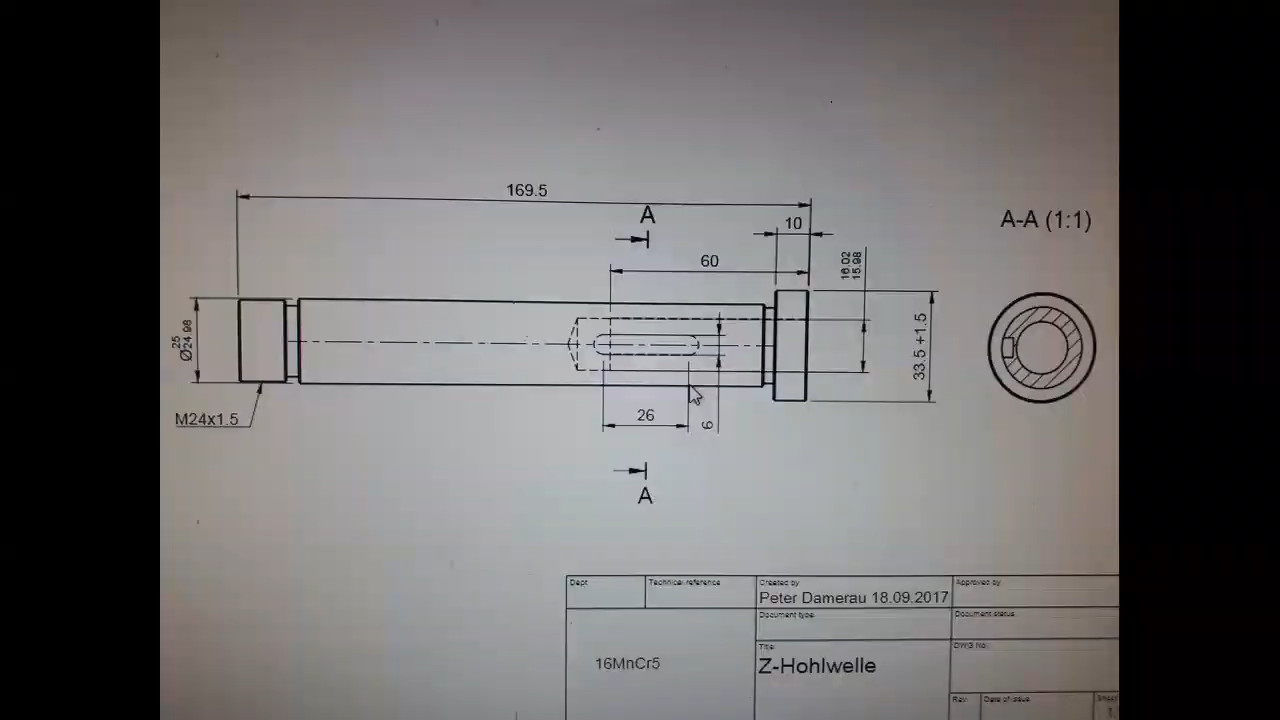 169.5
A
10
A-A (1:1)
60
16.02
15.98
25
Ø24.98
33.5 +1.5
M24x1.5
26
6
A
Dept
Technical reference
Created by
Approved by
Peter Damerau 18.09.2017
Document type
Document status
16MnCr5
Title
DWG No.
Z-Hohlwelle
Rev.
Date of issue
Sheet
1